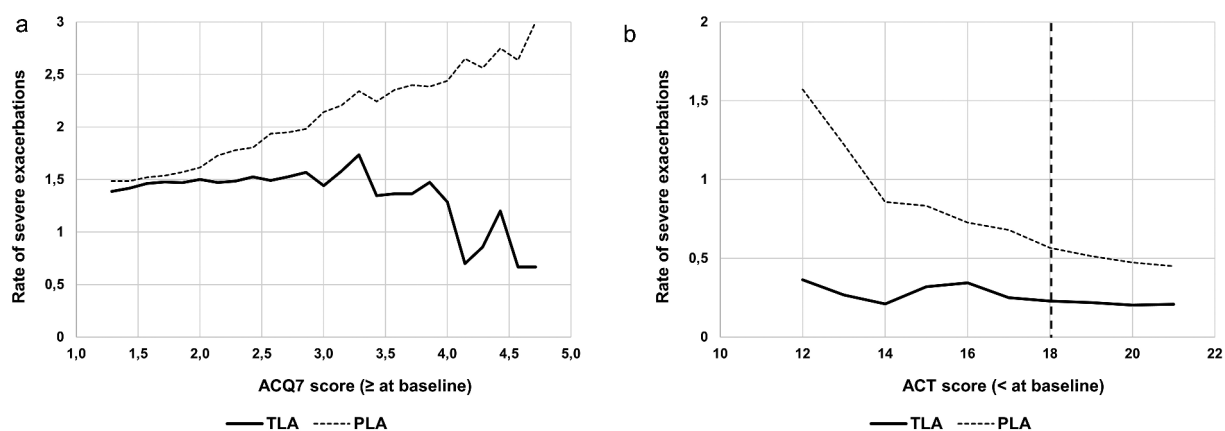 a
Rate of severe exacerbations
3
2,5
2
1,5
1
0,5
0
1,0 1,5 2,0 2,5 3,0 3,5 4,0 4,5 5,0
ACQ7 score (≥ at baseline)
TLA PLA
b
Rate of severe exacerbations
2
1,5
1
0,5
0
10 12 14 16 18 20 22
ACT score (< at baseline)
TLA PLA